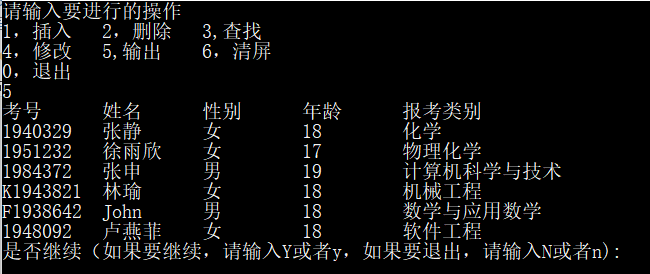 请输入要进行的操作
1，插入 2，删除 3,查找
4，修改 5,输出 6，清屏
0，退出
5
考号 姓名 性别 年龄 报考类别
1940329 张静 女 18 化学
1951232 徐雨欣 女 17 物理化学
1984372 张申 男 19 计算机科学与技术
K1943821 林瑜 女 18 机械工程
F1938642 John 男 18 数学与应用数学
1948092 卢燕菲 女 18 软件工程
是否继续（如果要继续，请输入Y或者y，如果要退出，请输入N或者n):